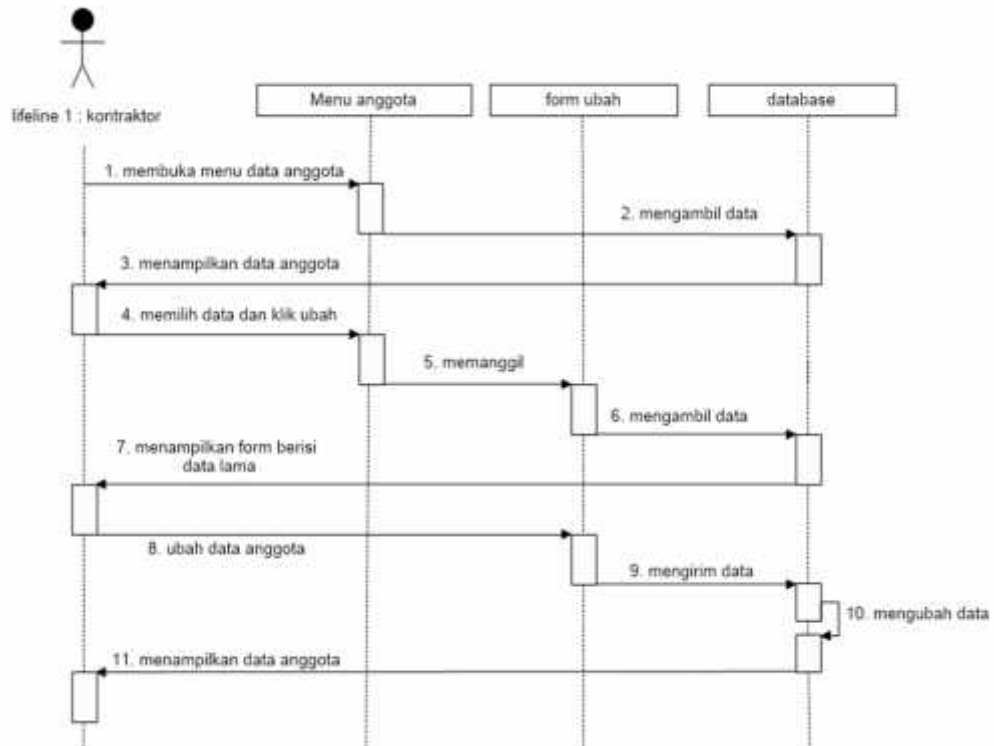 Menu anggota
form ubah
database
lifeline 1 : kontraktor
1. membuka menu data anggota
2. mengambil data
3. menampilkan data anggota
4. memilih data dan klik ubah
5. memanggil
6. mengambil data
7. menampilkan form berisi
data lama
8. ubah data anggota
9. mengirim data
10. mengubah data
11. menampilkan data anggota